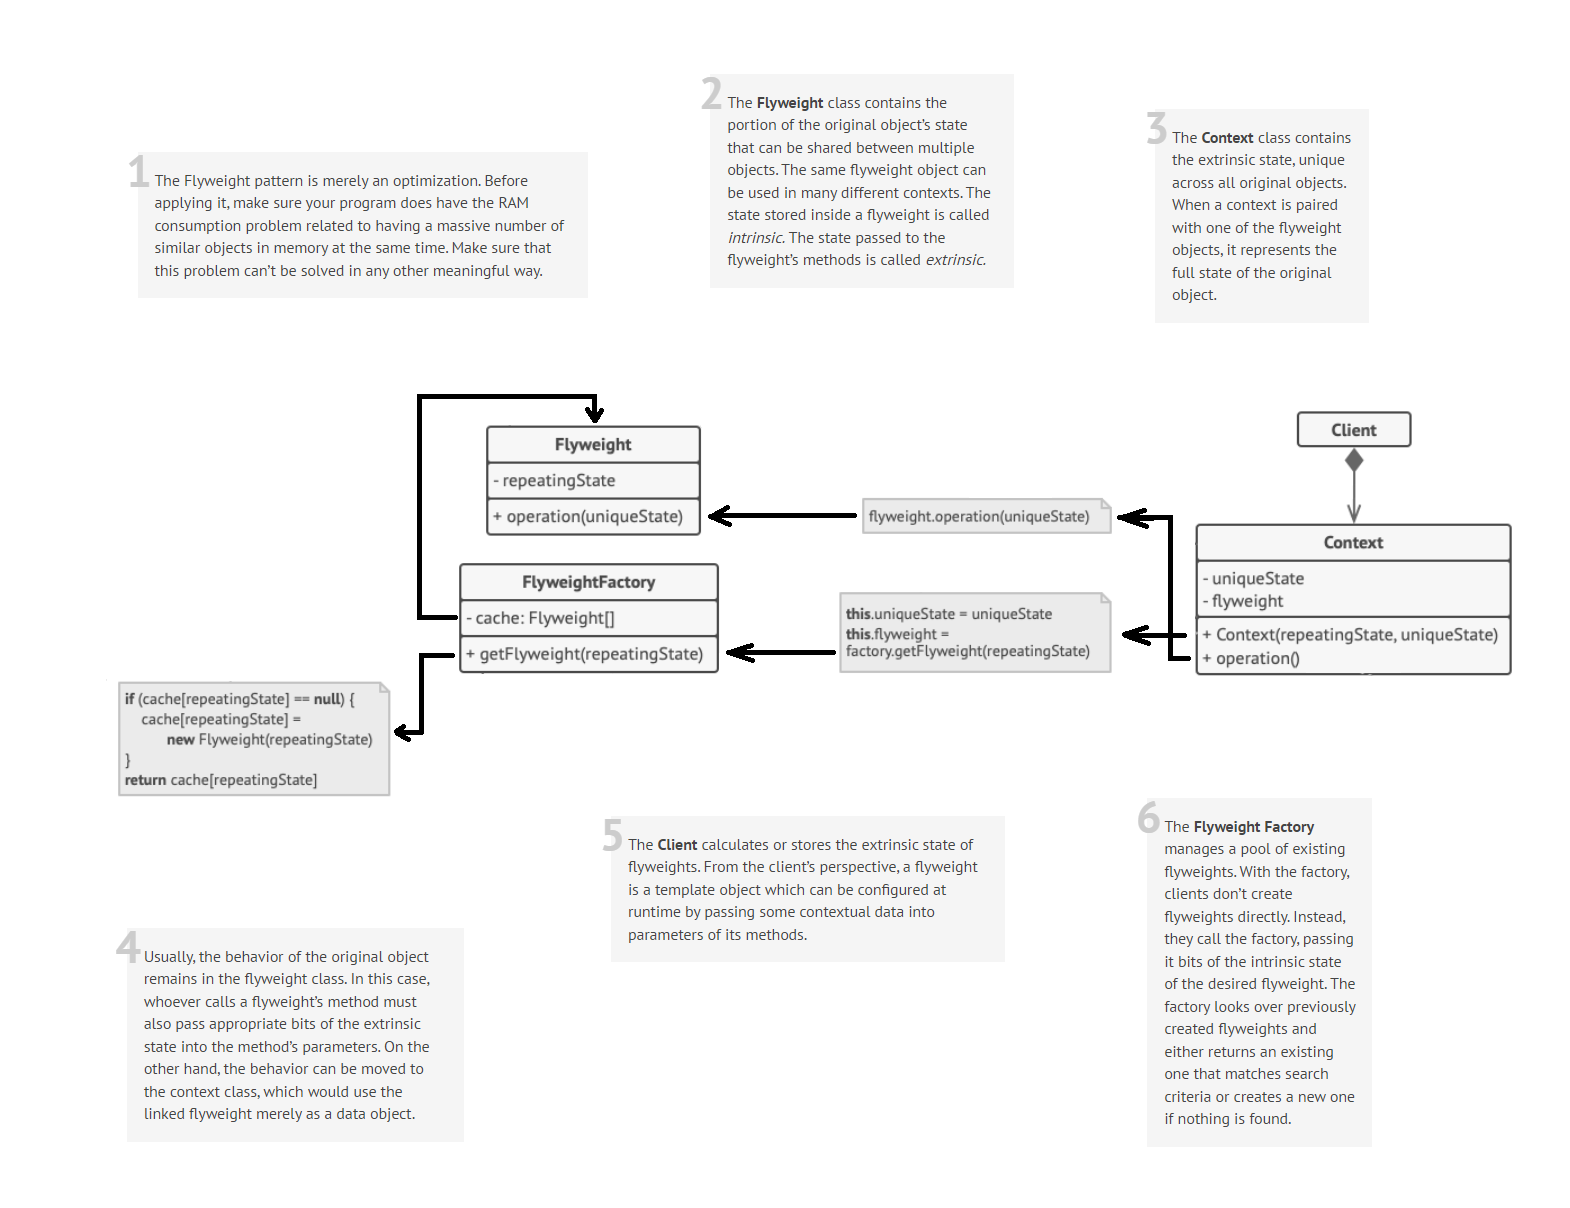 1
The Flyweight pattern is merely an optimization. Before
applying it, make sure your program does have the RAM
consumption problem related to having a massive number of
similar objects in memory at the same time. Make sure that
this problem can’t be solved in any other meaningful way.
2
The Flyweight class contains the
portion of the original object’s state
that can be shared between multiple
objects. The same flyweight object can
be used in many different contexts. The
state stored inside a flyweight is called
intrinsic. The state passed to the
flyweight’s methods is called extrinsic.
3
The Context class contains
the extrinsic state, unique
across all original objects.
When a context is paired
with one of the flyweight
objects, it represents the
full state of the original
object.
Flyweight
- repeatingState
+ operation(uniqueState)
flyweight.operation(uniqueState)
Client
Context
- uniqueState
- flyweight
+ Context(repeatingState, uniqueState)
+ operation()
FlyweightFactory
- cache: Flyweight[]
+ getFlyweight(repeatingState)
this.uniqueState = uniqueState
this.flyweight =
factory.getFlyweight(repeatingState)
if (cache[repeatingState] == null) {
cache[repeatingState] =
new Flyweight(repeatingState)
}
return cache[repeatingState]
4
Usually, the behavior of the original object
remains in the flyweight class. In this case,
whoever calls a flyweight’s method must
also pass appropriate bits of the extrinsic
state into the method’s parameters. On the
other hand, the behavior can be moved to
the context class, which would use the
linked flyweight merely as a data object.
5
The Client calculates or stores the extrinsic state of
flyweights. From the client’s perspective, a flyweight
is a template object which can be configured at
runtime by passing some contextual data into
parameters of its methods.
6
The Flyweight Factory
manages a pool of existing
flyweights. With the factory,
clients don’t create
flyweights directly. Instead,
they call the factory, passing
it bits of the intrinsic state
of the desired flyweight. The
factory looks over previously
created flyweights and
either returns an existing
one that matches search
criteria or creates a new one
if nothing is found.